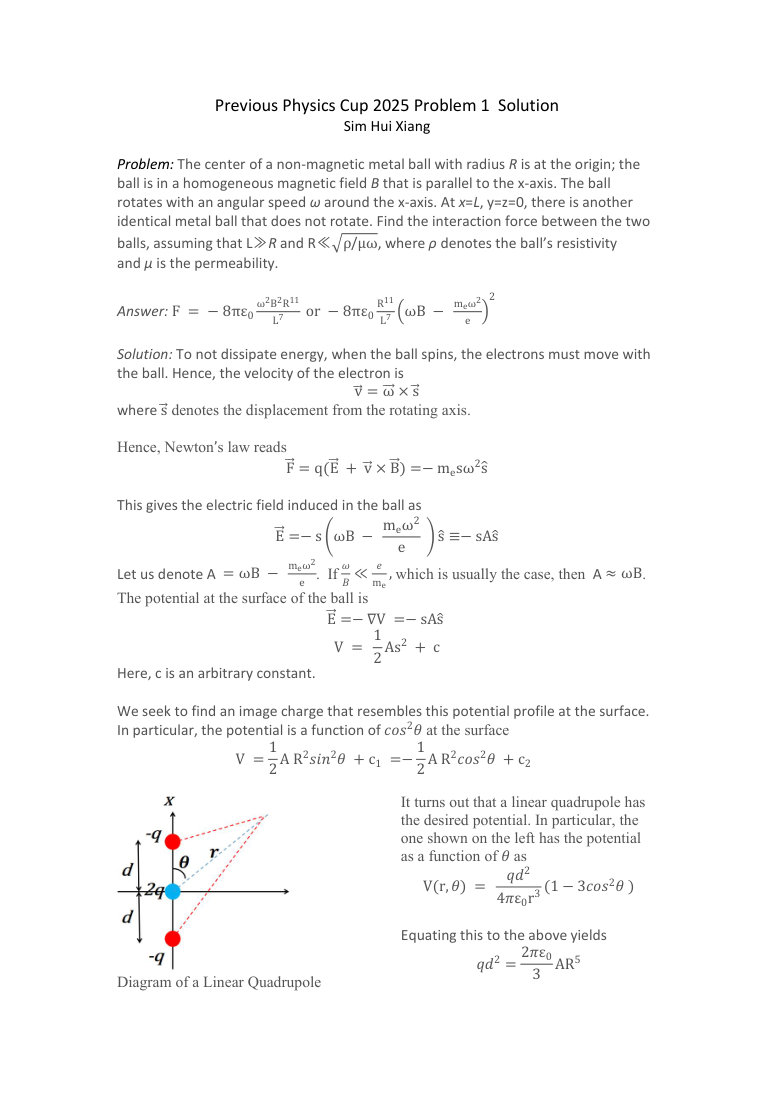 Previous Physics Cup 2025 Problem 1 Solution
Sim Hui Xiang
Problem: The center of a non-magnetic metal ball with radius R is at the origin; the
ball is in a homogeneous magnetic field B that is parallel to the x-axis. The ball
rotates with an angular speed ω around the x-axis. At x=L, y=z=0, there is another
identical metal ball that does not rotate. Find the interaction force between the two
balls, assuming that L≫R and R≪√(ρ/μω), where ρ denotes the ball's resistivity
and μ is the permeability.
Answer: F = − 8πε₀ ω²B²R¹¹/L⁷ or − 8πε₀ R¹¹/L⁷ (ωB − mₑω²/e)²
Solution: To not dissipate energy, when the ball spins, the electrons must move with
the ball. Hence, the velocity of the electron is
v⃗ = ω⃗ × s⃗
where s⃗ denotes the displacement from the rotating axis.
Hence, Newton's law reads
F⃗ = q(E⃗ + v⃗ × B⃗) =− mₑsω²ŝ
This gives the electric field induced in the ball as
E⃗ =− s(ωB − mₑω²/e)ŝ ≡− sAŝ
Let us denote A = ωB − mₑω²/e. If ω/B ≪ e/mₑ, which is usually the case, then A ≈ ωB.
The potential at the surface of the ball is
E⃗ =− ∇V =− sAŝ
V = 1/2 As² + c
Here, c is an arbitrary constant.
We seek to find an image charge that resembles this potential profile at the surface.
In particular, the potential is a function of cos²θ at the surface
V = 1/2 A R²sin²θ + c₁ =− 1/2 A R²cos²θ + c₂
x
-q
r
θ
d
2q
d
-q
Diagram of a Linear Quadrupole
It turns out that a linear quadrupole has
the desired potential. In particular, the
one shown on the left has the potential
as a function of θ as
V(r, θ) = qd²/4πε₀r³ (1 − 3cos²θ )
Equating this to the above yields
qd² = 2πε₀/3 AR⁵